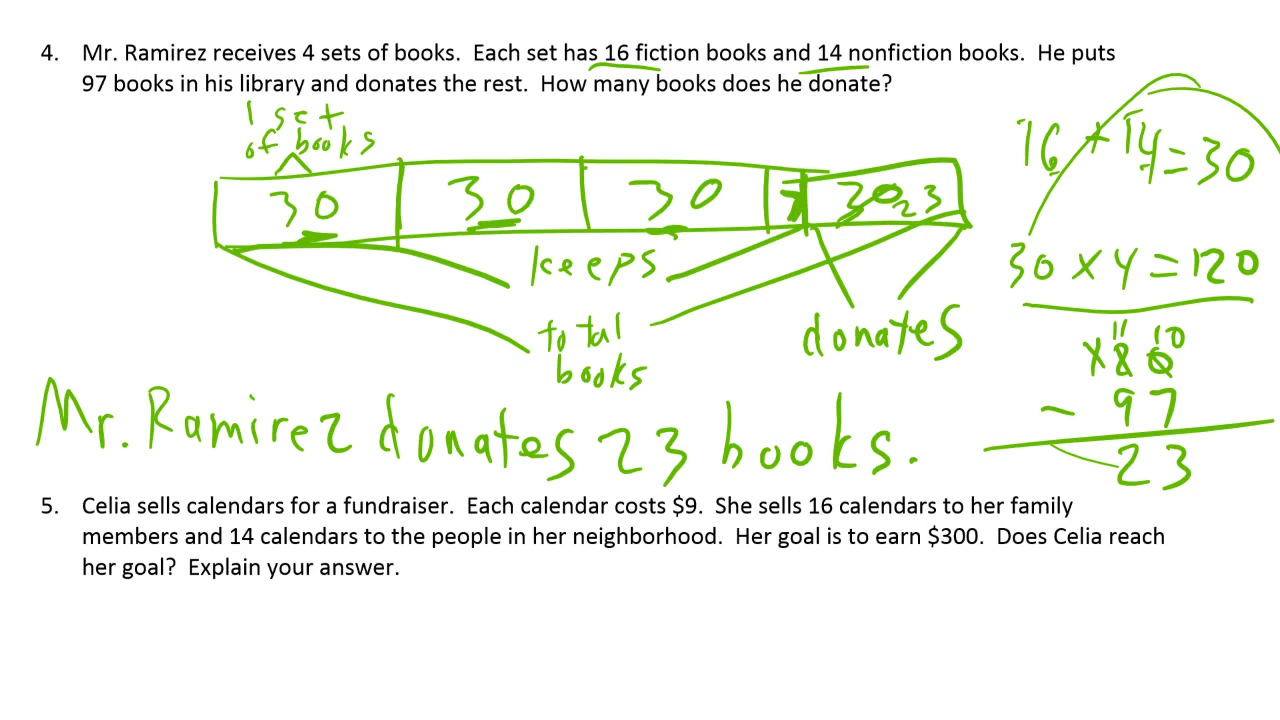 4. Mr. Ramirez receives 4 sets of books. Each set has 16 fiction books and 14 nonfiction books. He puts
97 books in his library and donates the rest. How many books does he donate?
1 set
of books
16 + 14 = 30
30 30 30 7 30 23
keeps
30 x 4 = 120
total
books
donates
11 10
- 97
23
Mr. Ramirez donates 23 books.
5. Celia sells calendars for a fundraiser. Each calendar costs $9. She sells 16 calendars to her family
members and 14 calendars to the people in her neighborhood. Her goal is to earn $300. Does Celia reach
her goal? Explain your answer.